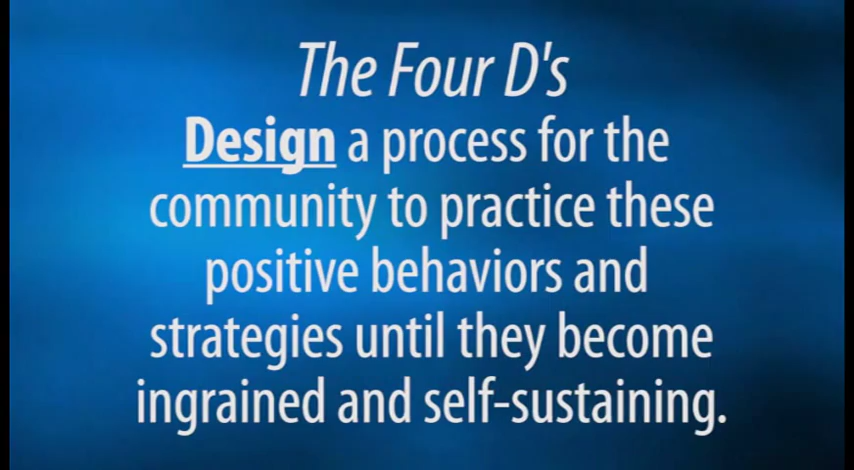 The Four D's
Design a process for the
community to practice these
positive behaviors and
strategies until they become
ingrained and self-sustaining.